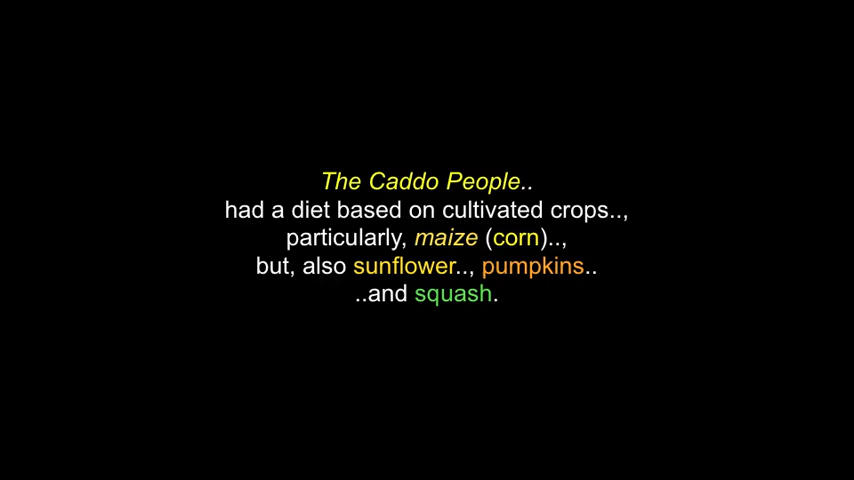 The Caddo People..
had a diet based on cultivated crops..,
particularly, maize (corn)..,
but, also sunflower.., pumpkins..
..and squash.